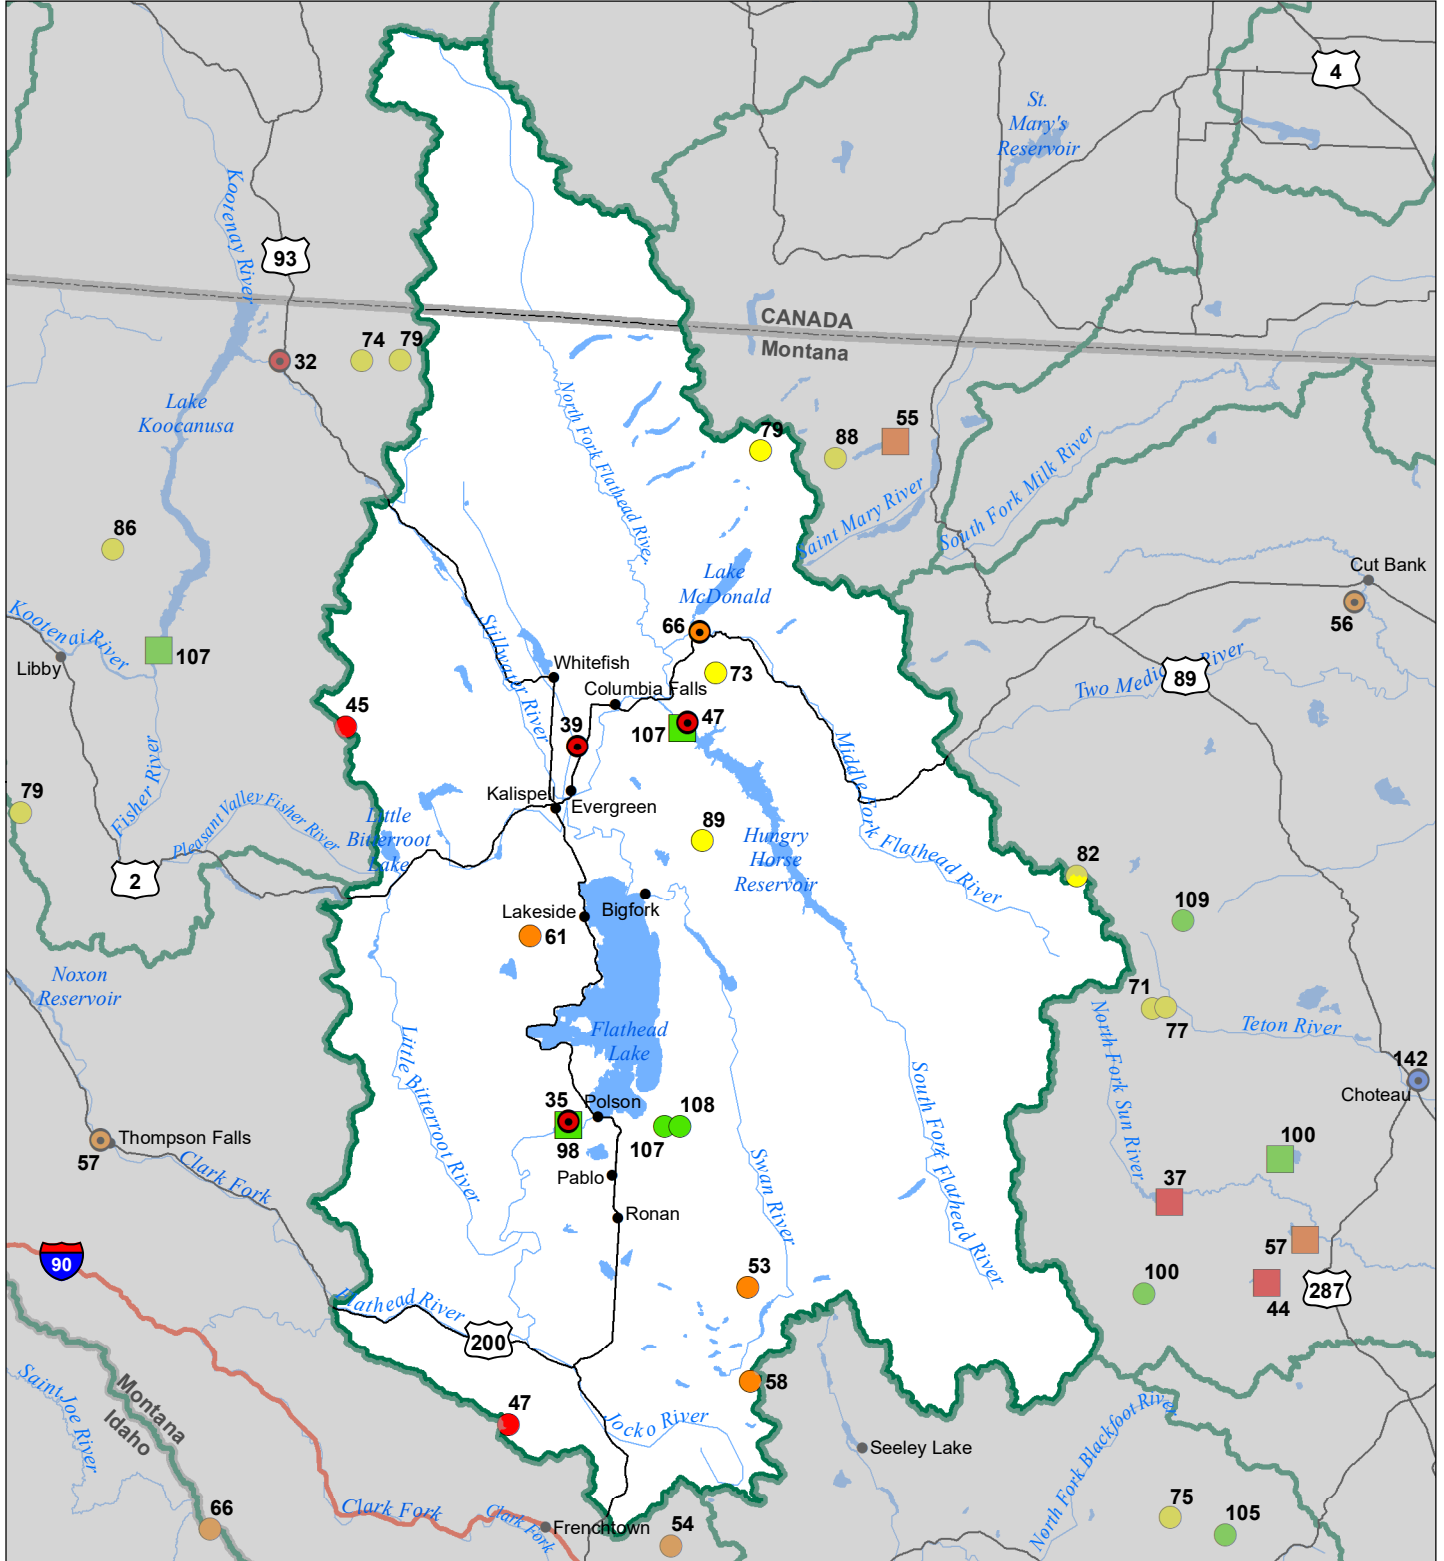 4
St.
Mary's
Reservoir
Kootenay River
93
CANADA
Montana
74
79
32
Lake
Koocanusa
North Fork Flathead River
79
88
55
Saint Mary River
South Fork Milk River
86
Cut Bank
56
Lake
McDonald
Kootenai River
Libby
107
Stillwater River
66
Whitefish
73
Columbia Falls
Two Medicine River
89
45
39
107
47
Middle Fork Flathead River
Fisher River
79
Pleasant Valley Fisher River
Kalispell
Evergreen
Little
Bitterroot
Lake
89
Hungry
Horse
Reservoir
2
82
109
Lakeside
Bigfork
61
Noxon
Reservoir
71
77
North Fork Sun River
Teton River
Flathead
Lake
Little Bitterroot River
142
Choteau
South Fork Flathead River
35
Polson
98
107
108
Thompson Falls
57
Clark Fork
100
Pablo
Swan River
37
Ronan
57
90
53
100
44
287
Flathead River
200
58
Montana
Idaho
Saint Joe River
47
Jocko River
Seeley Lake
North Fork Blackfoot River
66
Clark Fork
Clark Fork
Frenchtown
54
75
105